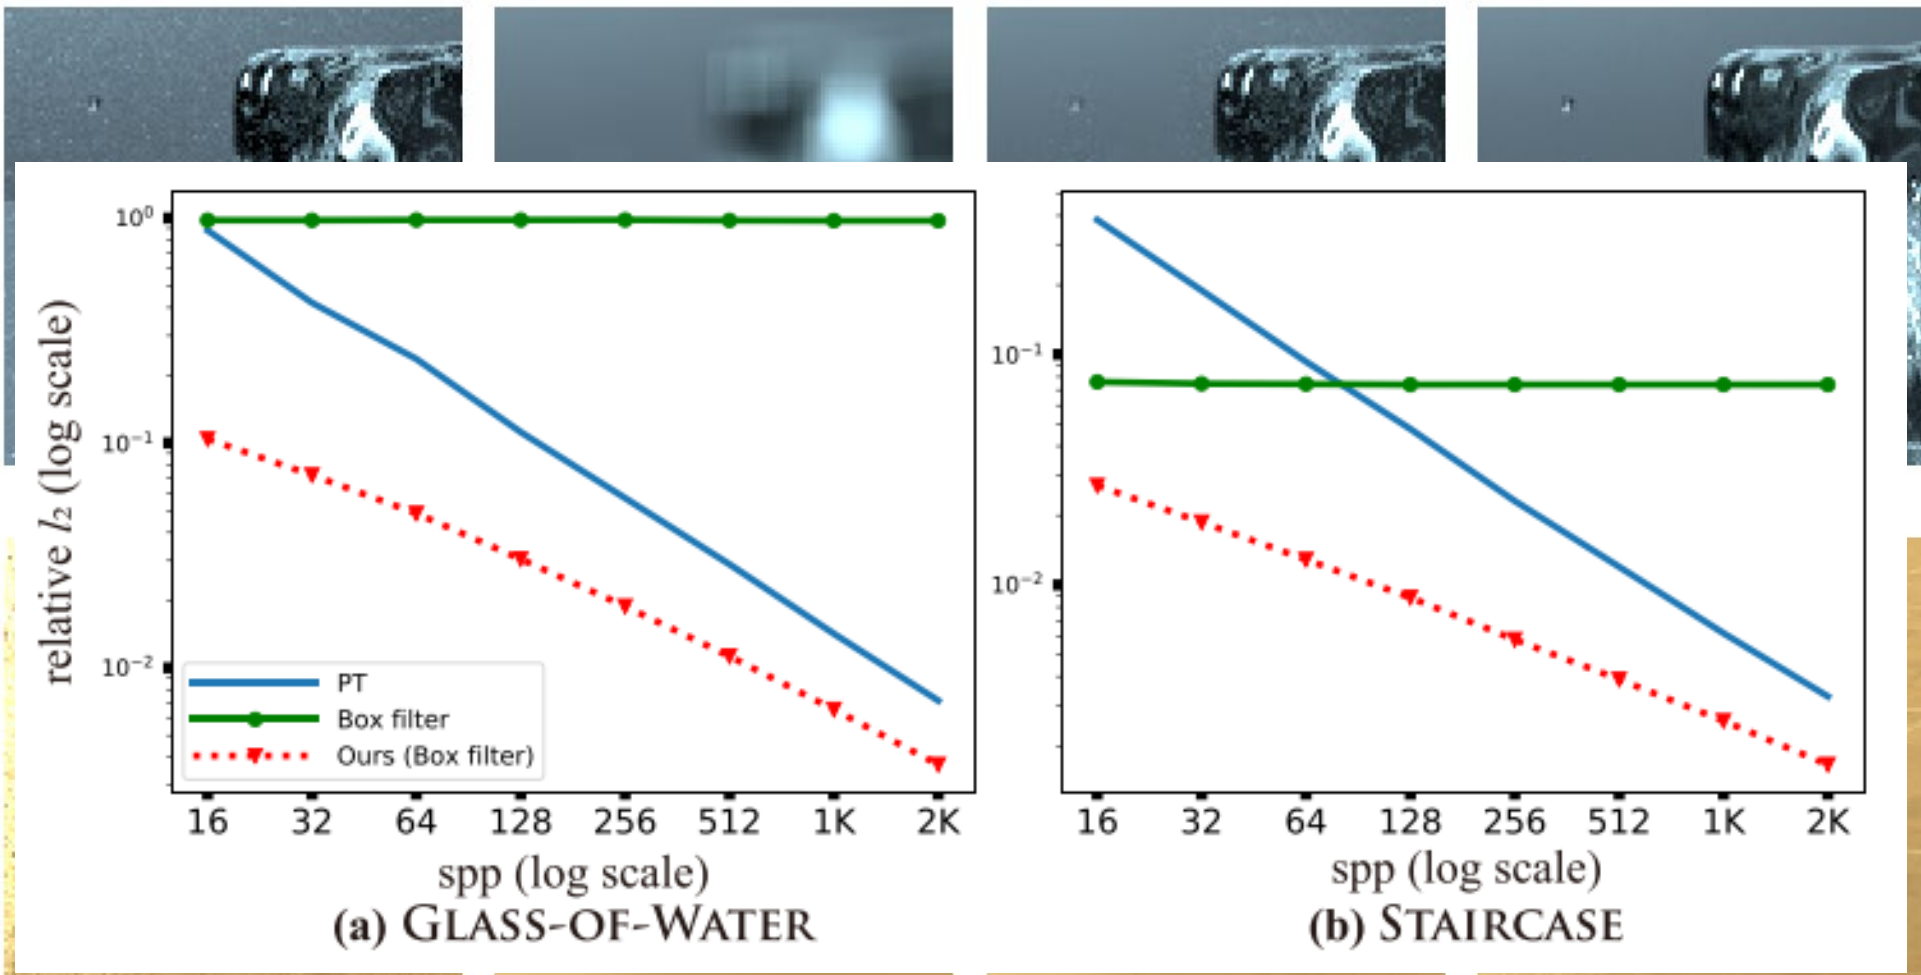 10⁰
10⁻¹
10⁻²
relative l₂ (log scale)
PT
Box filter
Ours (Box filter)
16 32 64 128 256 512 1K 2K
spp (log scale)
(a) GLASS-OF-WATER
10⁻¹
10⁻²
16 32 64 128 256 512 1K 2K
spp (log scale)
(b) STAIRCASE